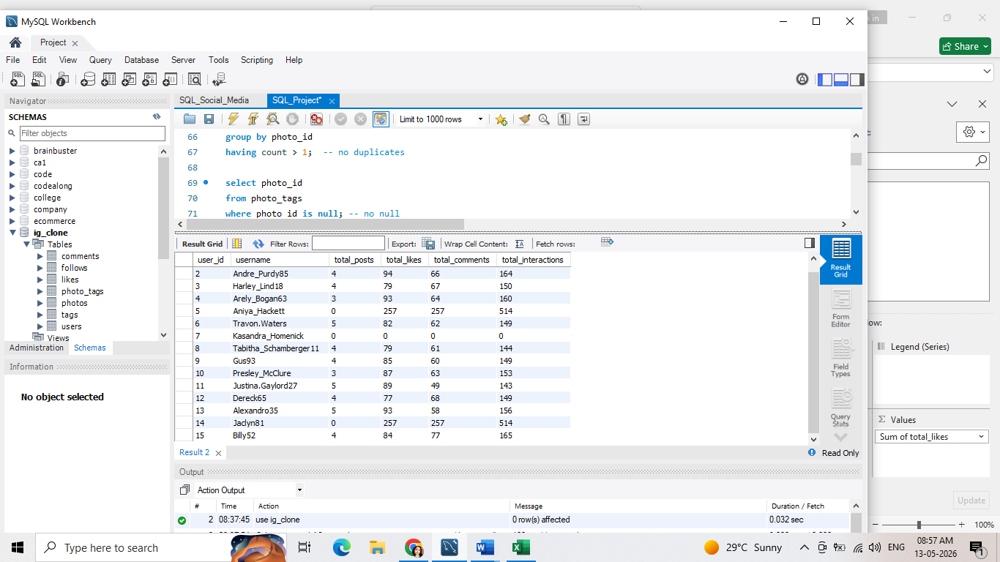 MySQL Workbench
in
Project
Share
File Edit View Query Database Server Tools Scripting Help
Navigator
SQL_Social_Media SQL_Project*
SCHEMAS
Limit to 1000 rows
Filter objects
66 group by photo_id
67 having count > 1; -- no duplicates
68
69 select photo_id
70 from photo_tags
71 where photo id is null; -- no null
brainbuster
ca1
code
codealong
college
company
ecommerce
ig_clone
Tables
comments
follows
likes
photo_tags
photos
tags
users
Views
Administration Schemas
Information
No object selected
Result Grid Filter Rows: Export: Wrap Cell Content: Fetch rows:
user_id username total_posts total_likes total_comments total_interactions
2 Andre_Purdy85 4 94 66 164
3 Harley_Lind18 4 79 67 150
4 Arely_Bogan63 3 93 64 160
5 Aniya_Hackett 0 257 257 514
6 Travon.Waters 5 82 62 149
7 Kasandra_Homenick 0 0 0 0
8 Tabitha_Schamberger11 4 79 61 144
9 Gus93 4 85 60 149
10 Presley_McClure 3 87 63 153
11 Justina.Gaylord27 5 89 49 143
12 Dereck65 4 77 68 149
13 Alexandro35 5 93 58 156
14 Jaclyn81 0 257 257 514
15 Billy52 4 84 77 165
Result Grid
Form Editor
Field Types
Query Stats
Result 2
Read Only
Output
Action Output
# Time Action Message Duration / Fetch
2 08:37:45 use ig_clone 0 row(s) affected 0.032 sec
ow:
Legend (Series)
Σ Values
Sum of total_likes
Update
100%
Type here to search
29°C Sunny
ENG
08:57 AM
13-05-2026
1